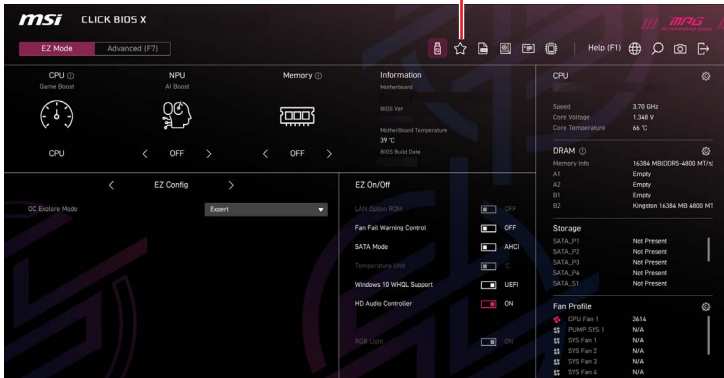 msi CLICK BIOS X
MPG
EZ Mode Advanced (F7) Help (F1)
CPU NPU Memory Information CPU
Game Boost AI Boost Motherboard
BIOS Ver Speed 3.70 GHz
Core Voltage 1.348 V
MotherBoard Temperature Core Temperature 66 °C
39 °C
CPU < OFF > < OFF > BIOS Build Date DRAM
Memory Info 16384 MB(DDR5-4800 MT/s
< EZ Config > EZ On/Off A1 Empty
A2 Empty
B1 Empty
OC Explore Mode Expert LAN Option ROM OFF B2 Kingston 16384 MB 4800 MT
Fan Fail Warning Control OFF Storage
SATA Mode AHCI SATA_P1 Not Present
SATA_P2 Not Present
Temperature Unit °C SATA_P3 Not Present
SATA_P4 Not Present
Windows 10 WHQL Support UEFI SATA_S1 Not Present
HD Audio Controller ON Fan Profile
CPU Fan 1 3614
PUMP SYS 1 N/A
RGB Light ON SYS Fan 1 N/A
SYS Fan 2 N/A
SYS Fan 3 N/A
SYS Fan 4 N/A